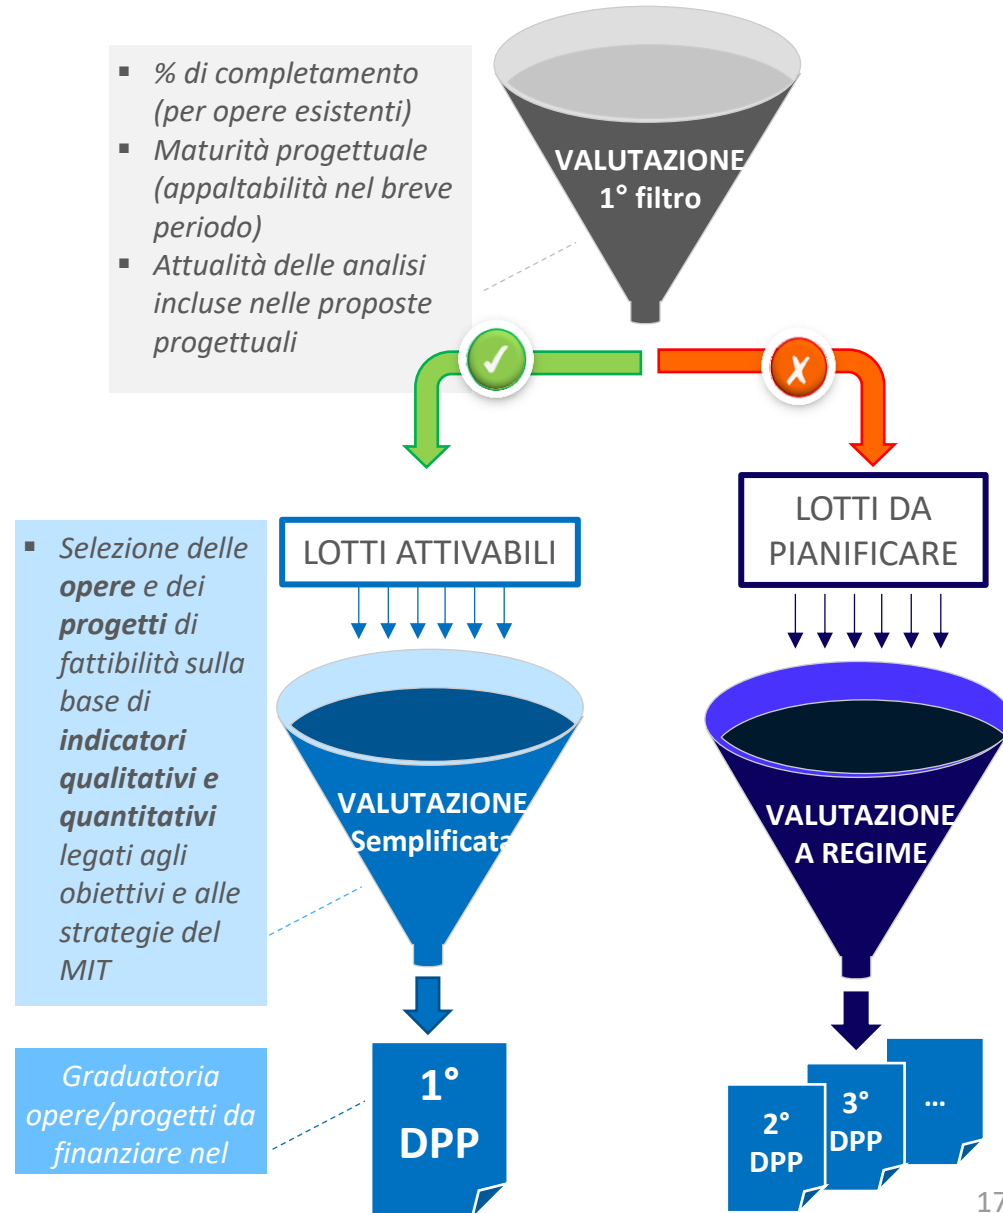 ▪ % di completamento
(per opere esistenti)
▪ Maturità progettuale
(appaltabilità nel breve
periodo)
▪ Attualità delle analisi
incluse nelle proposte
progettuali
VALUTAZIONE
1° filtro
✓
✗
LOTTI ATTIVABILI
LOTTI DA
PIANIFICARE
▪ Selezione delle
opere e dei
progetti di
fattibilità sulla
base di
indicatori
qualitativi e
quantitativi
legati agli
obiettivi e alle
strategie del
MIT
VALUTAZIONE
Semplificata
VALUTAZIONE
A REGIME
Graduatoria
opere/progetti da
finanziare nel
1°
DPP
2°
DPP
3°
DPP
...
17